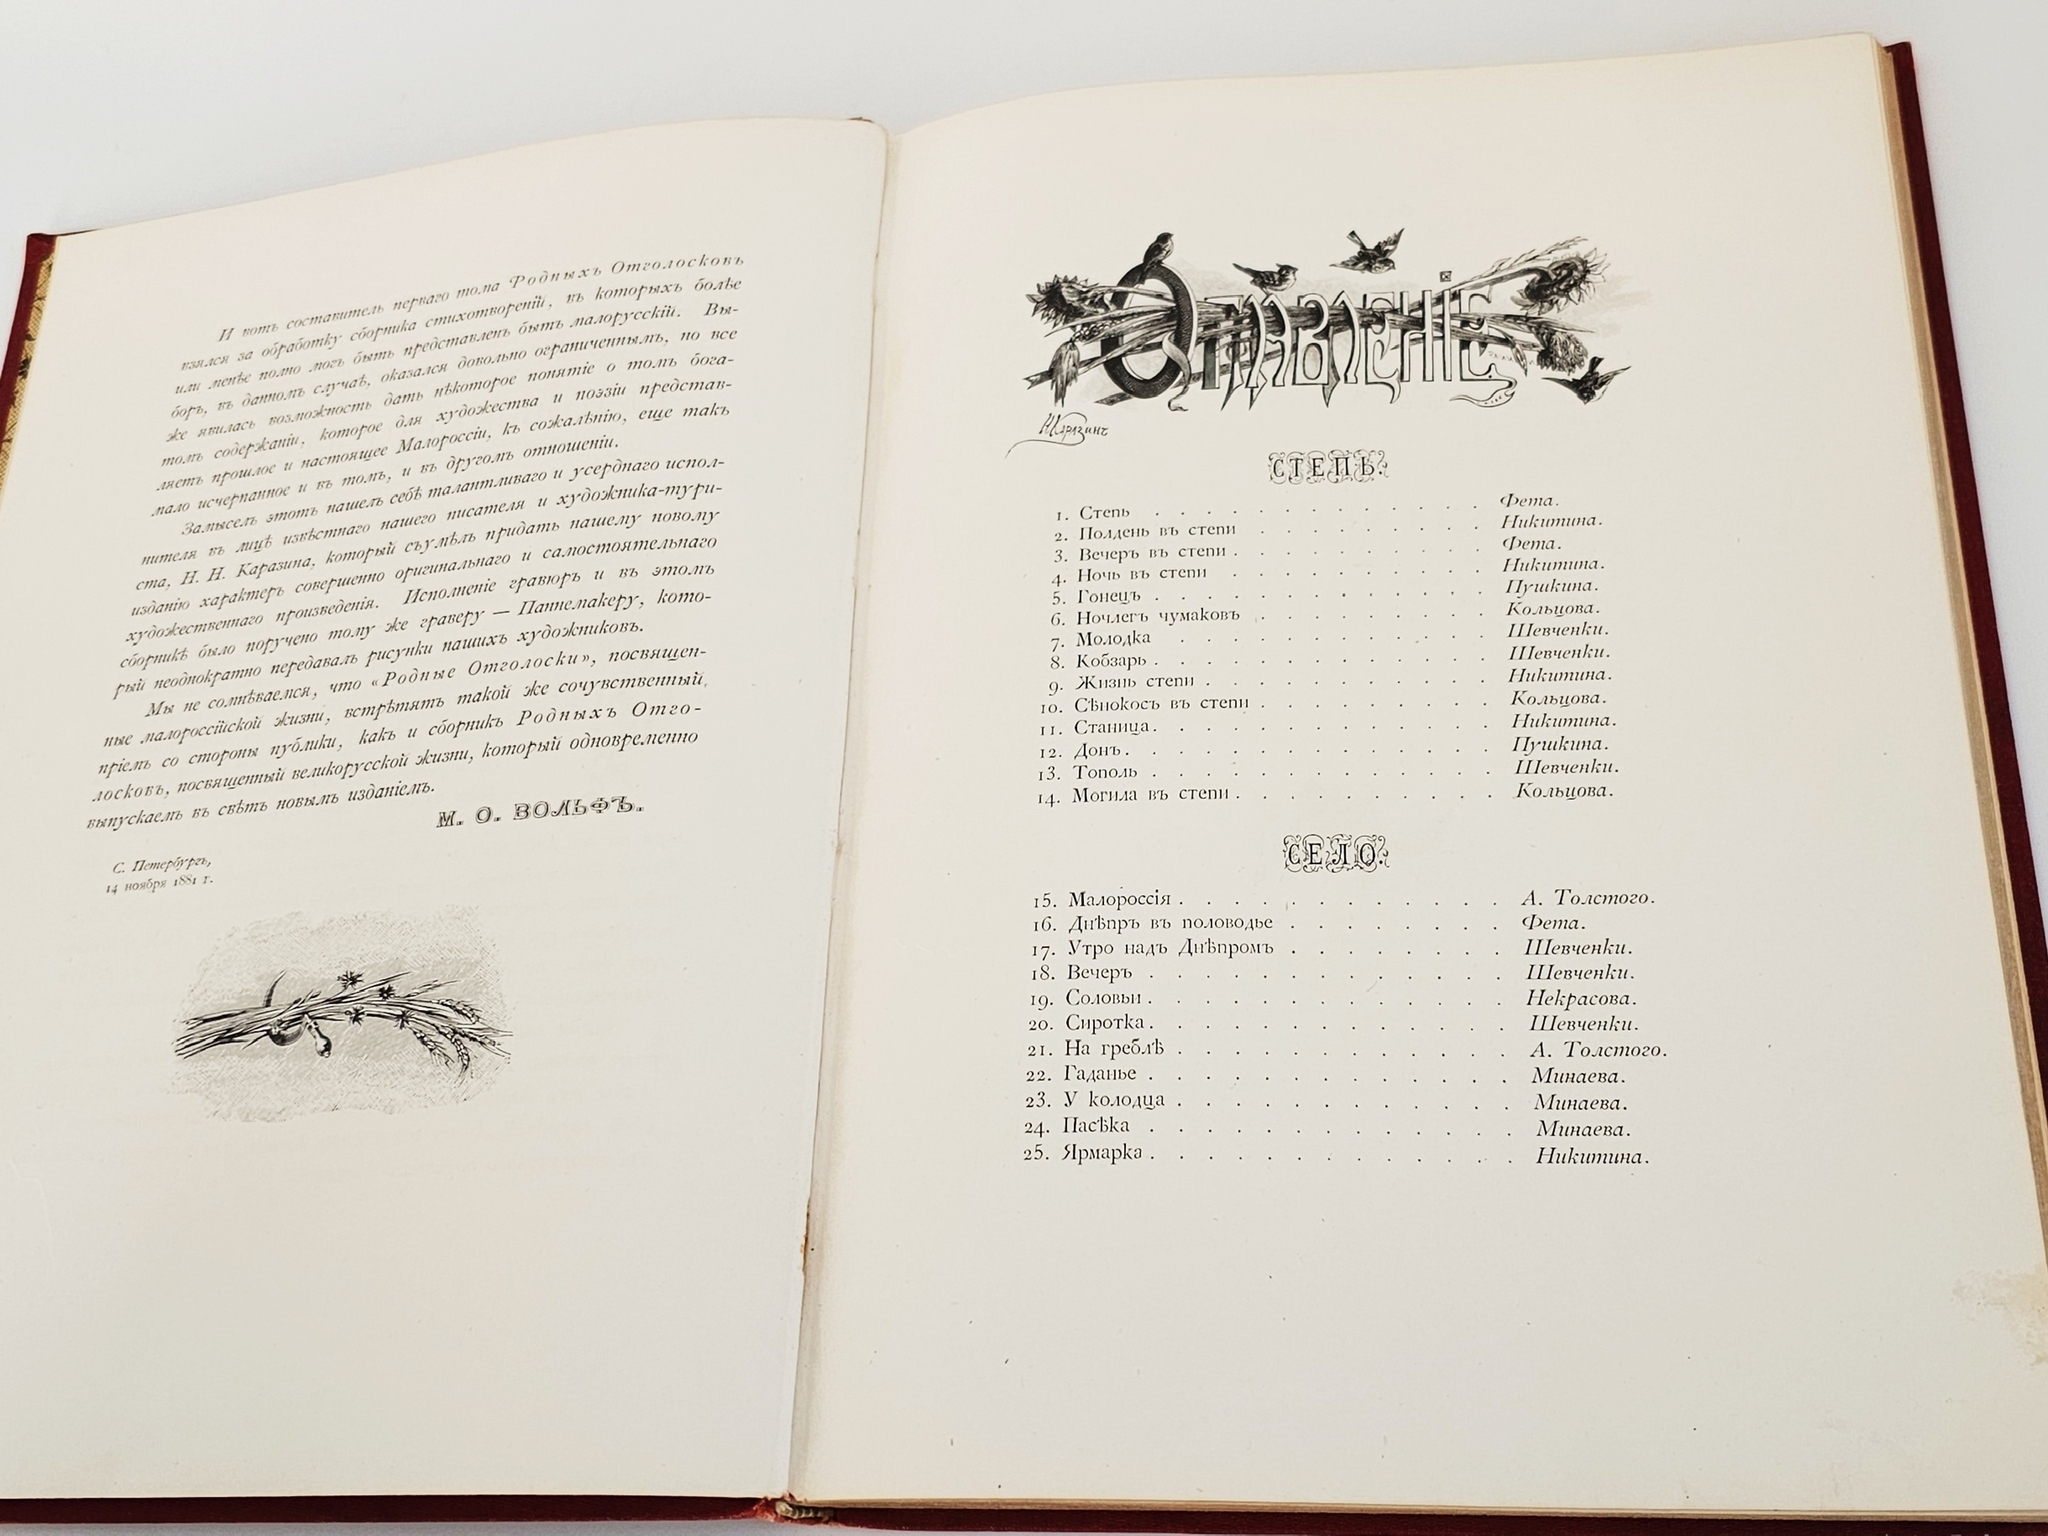 И вотъ составитель перваго тома Родныхъ Отголосковъ
взялся за обработку сборника стихотвореній, въ которыхъ болѣе
или менѣе полно могъ быть представленъ бытъ малорусскій. Вы-
боръ, въ данномъ случаѣ, оказался довольно ограниченнымъ, но все
же явилась возможность дать нѣкоторое понятіе о томъ бога-
томъ содержаніи, которое для художества и поэзіи представ-
ляетъ прошлое и настоящее Малороссіи, къ сожалѣнію, еще такъ
мало исчерпанное и въ томъ, и въ другомъ отношеніи.
Замыселъ этотъ нашелъ себѣ талантливаго и усерднаго испол-
нителя въ лицѣ извѣстнаго нашего писателя и художника-тури-
ста, Н. Н. Каразина, который съумѣлъ придать нашему новому
изданію характеръ совершенно оригинальнаго и самостоятельнаго
художественнаго произведенія. Исполненіе гравюръ и въ этомъ
сборникѣ было поручено тому же граверу — Паннемакеру, кото-
рый неоднократно передавалъ рисунки нашихъ художниковъ.
Мы не сомнѣваемся, что «Родные Отголоски», посвящен-
ные малороссійской жизни, встрѣтятъ такой же сочувственный
пріемъ со стороны публики, какъ и сборникъ Родныхъ Отго-
лосковъ, посвященный великорусской жизни, который одновременно
выпускаемъ въ свѣтъ новымъ изданіемъ.
М. О. ВОЛЬФЪ.
С. Петербургъ,
14 ноября 1881 г.
Оглавленіе
Н Каразинъ
СТЕПЬ.
1. Степь . . . . . . . . . . . . Фета.
2. Полдень въ степи . . . . . . . . . Никитина.
3. Вечеръ въ степи . . . . . . . . . . Фета.
4. Ночь въ степи . . . . . . . . . . Никитина.
5. Гонецъ . . . . . . . . . . . . Пушкина.
6. Ночлегъ чумаковъ . . . . . . . . . Кольцова.
7. Молодка . . . . . . . . . . . Шевченки.
8. Кобзарь . . . . . . . . . . . . Шевченки.
9. Жизнь степи . . . . . . . . . . Никитина.
10. Сѣнокосъ въ степи . . . . . . . . . Кольцова.
11. Станица . . . . . . . . . . . . Никитина.
12. Донъ . . . . . . . . . . . . . Пушкина.
13. Тополь . . . . . . . . . . . . Шевченки.
14. Могила въ степи . . . . . . . . . . Кольцова.
СЕЛО.
15. Малороссія . . . . . . . . . . . . А. Толстого.
16. Днѣпръ въ половодье . . . . . . . . Фета.
17. Утро надъ Днѣпромъ . . . . . . . . Шевченки.
18. Вечеръ . . . . . . . . . . . . . Шевченки.
19. Соловьи . . . . . . . . . . . . . Некрасова.
20. Сиротка . . . . . . . . . . . . . Шевченки.
21. На греблѣ . . . . . . . . . . . . А. Толстого.
22. Гаданье . . . . . . . . . . . . . Минаева.
23. У колодца . . . . . . . . . . . . Минаева.
24. Пасѣка . . . . . . . . . . . . . Минаева.
25. Ярмарка . . . . . . . . . . . . . Никитина.